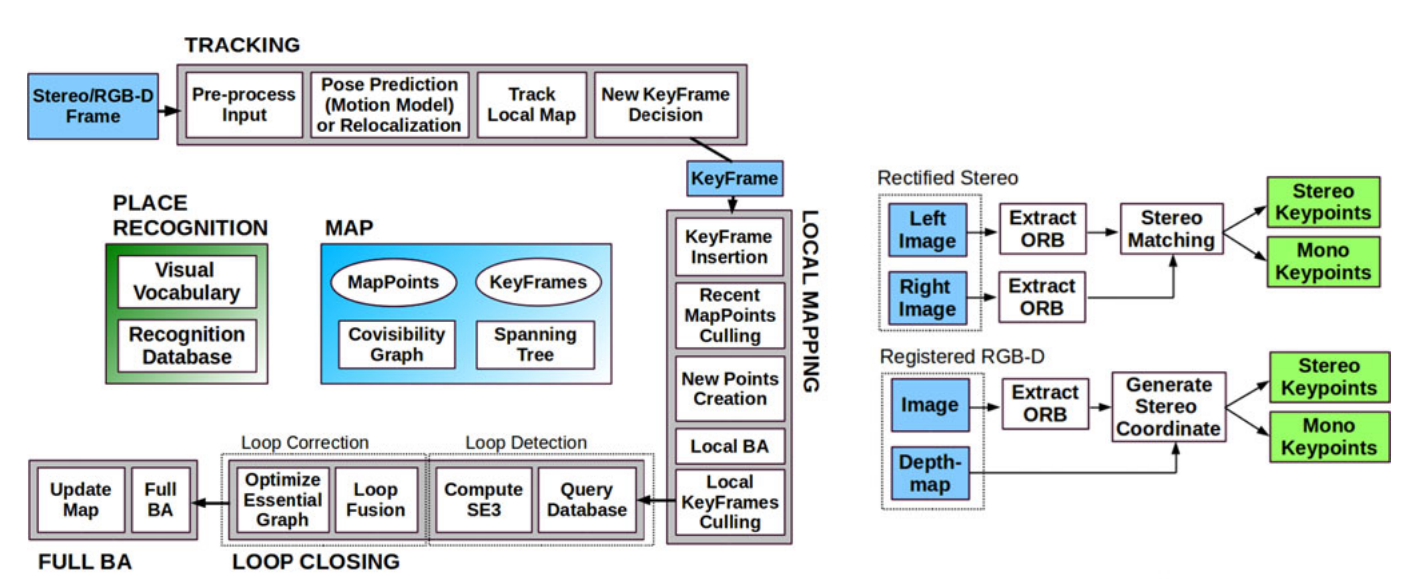 TRACKING
Stereo/RGB-D
Frame
Pre-process
Input
Pose Prediction
(Motion Model)
or Relocalization
Track
Local Map
New KeyFrame
Decision
KeyFrame
PLACE
RECOGNITION
Visual
Vocabulary
Recognition
Database
MAP
MapPoints
KeyFrames
Covisibility
Graph
Spanning
Tree
LOCAL MAPPING
KeyFrame
Insertion
Recent
MapPoints
Culling
New Points
Creation
Local BA
Local
KeyFrames
Culling
Loop Correction
Loop Detection
Update
Map
Full
BA
Optimize
Essential
Graph
Loop
Fusion
Compute
SE3
Query
Database
FULL BA
LOOP CLOSING
Rectified Stereo
Left
Image
Extract
ORB
Stereo
Matching
Stereo
Keypoints
Mono
Keypoints
Right
Image
Extract
ORB
Registered RGB-D
Image
Extract
ORB
Generate
Stereo
Coordinate
Stereo
Keypoints
Mono
Keypoints
Depth-
map